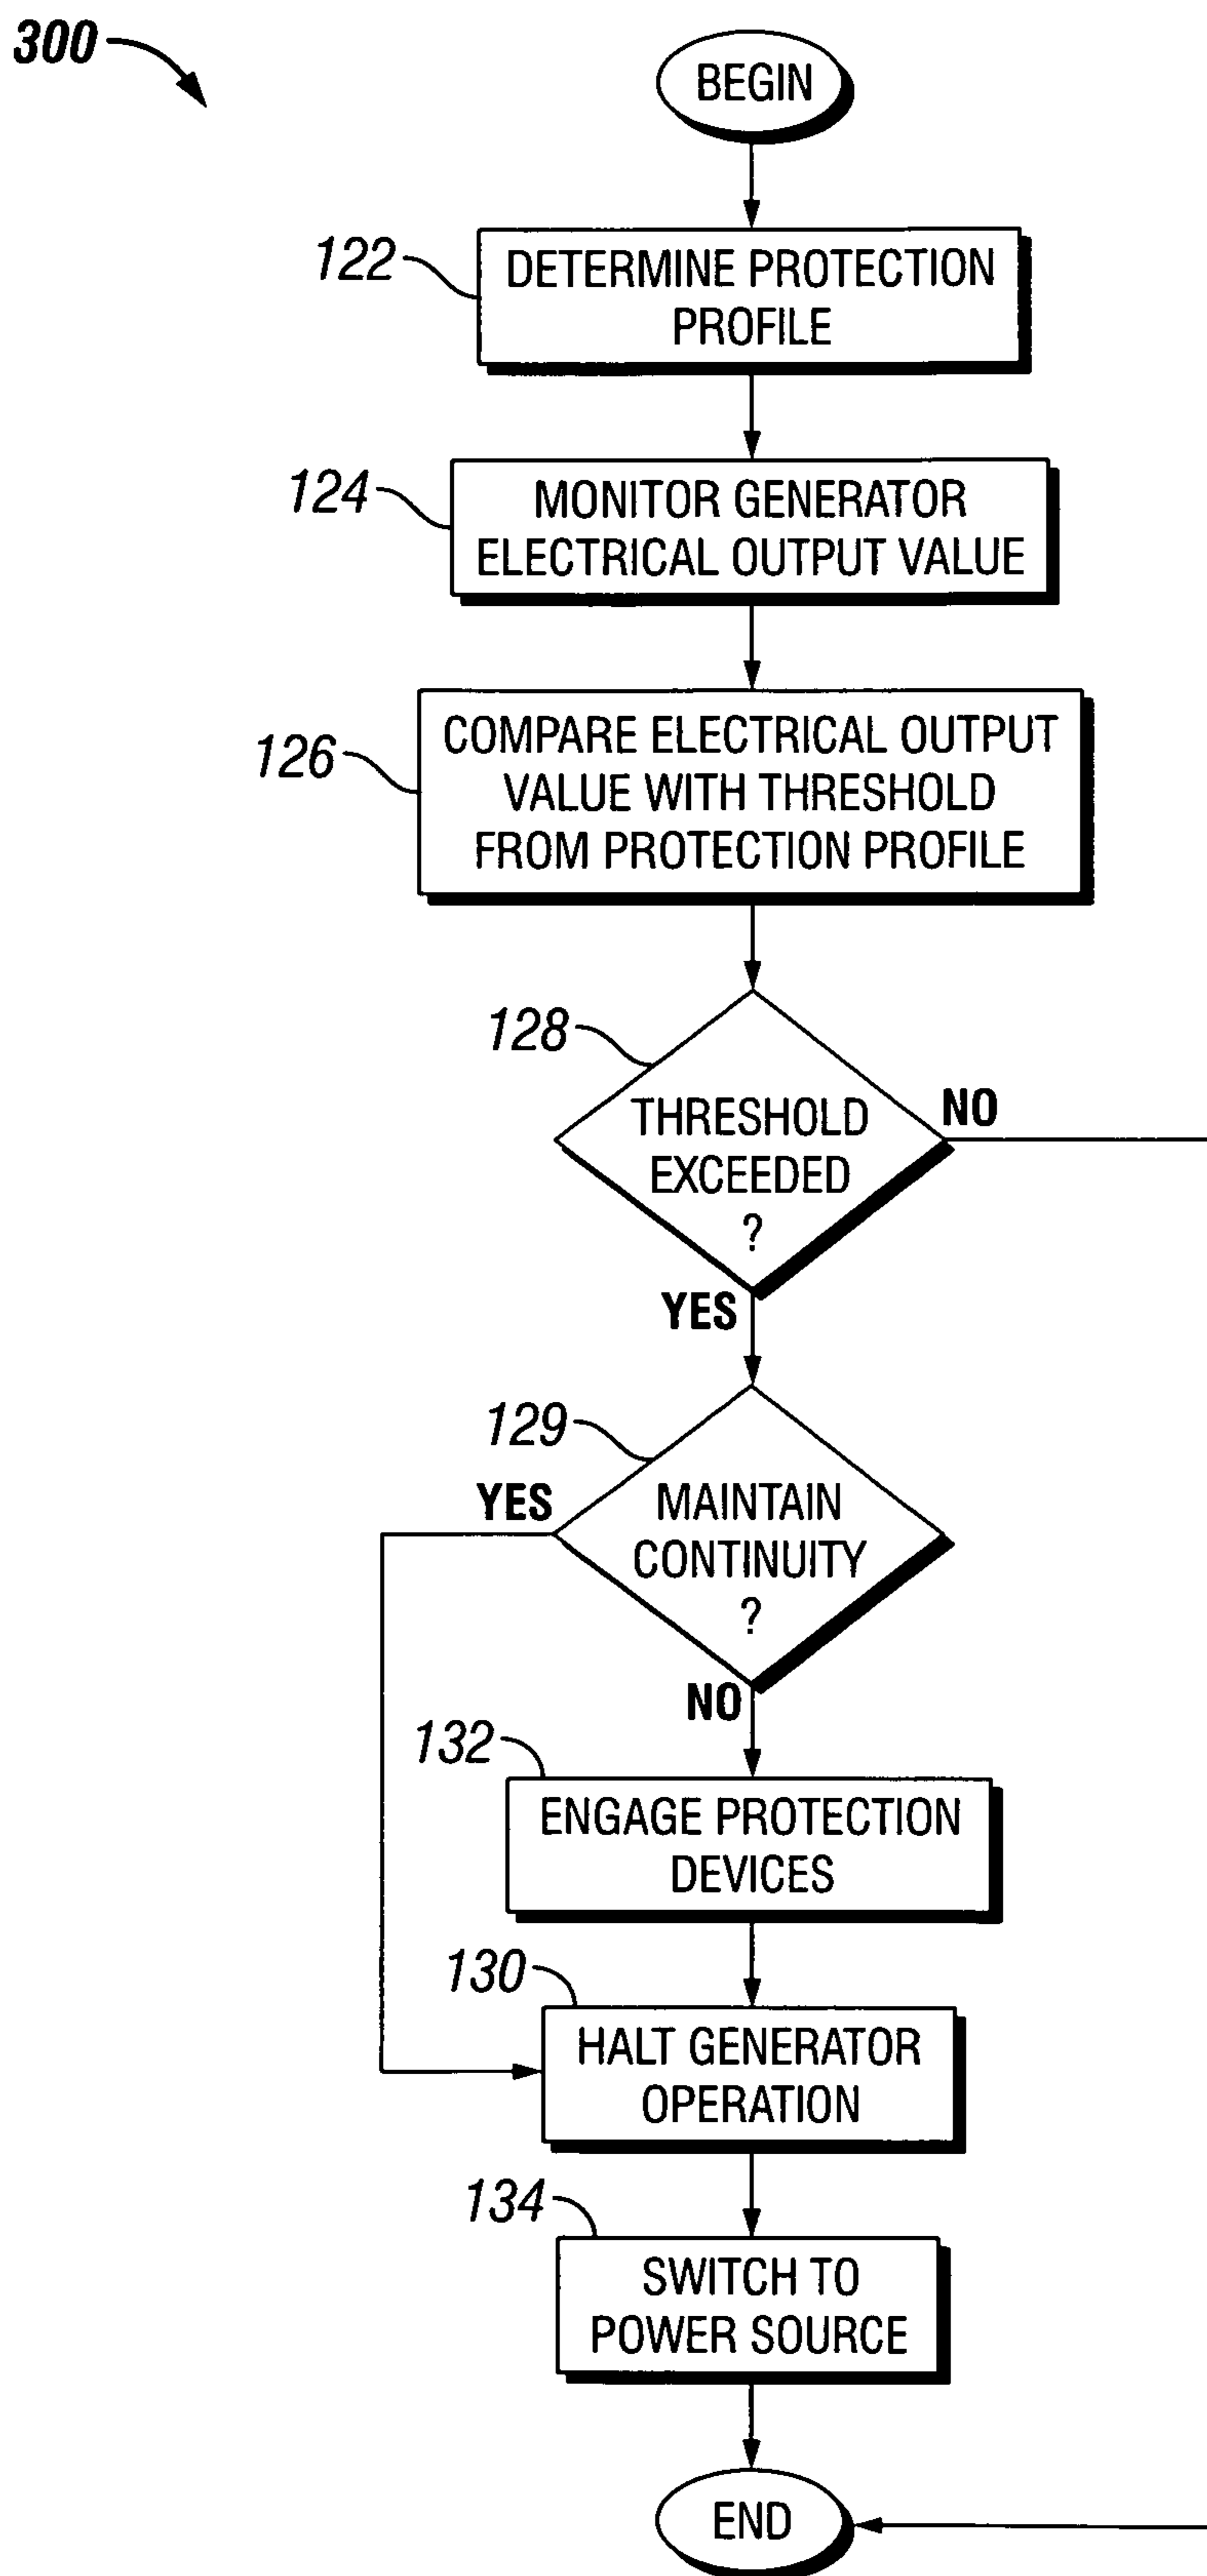 300
BEGIN
122
DETERMINE PROTECTION
PROFILE
124
MONITOR GENERATOR
ELECTRICAL OUTPUT VALUE
126
COMPARE ELECTRICAL OUTPUT
VALUE WITH THRESHOLD
FROM PROTECTION PROFILE
128
THRESHOLD
EXCEEDED
?
NO
YES
129
YES
MAINTAIN
CONTINUITY
?
NO
132
ENGAGE PROTECTION
DEVICES
130
HALT GENERATOR
OPERATION
134
SWITCH TO
POWER SOURCE
END